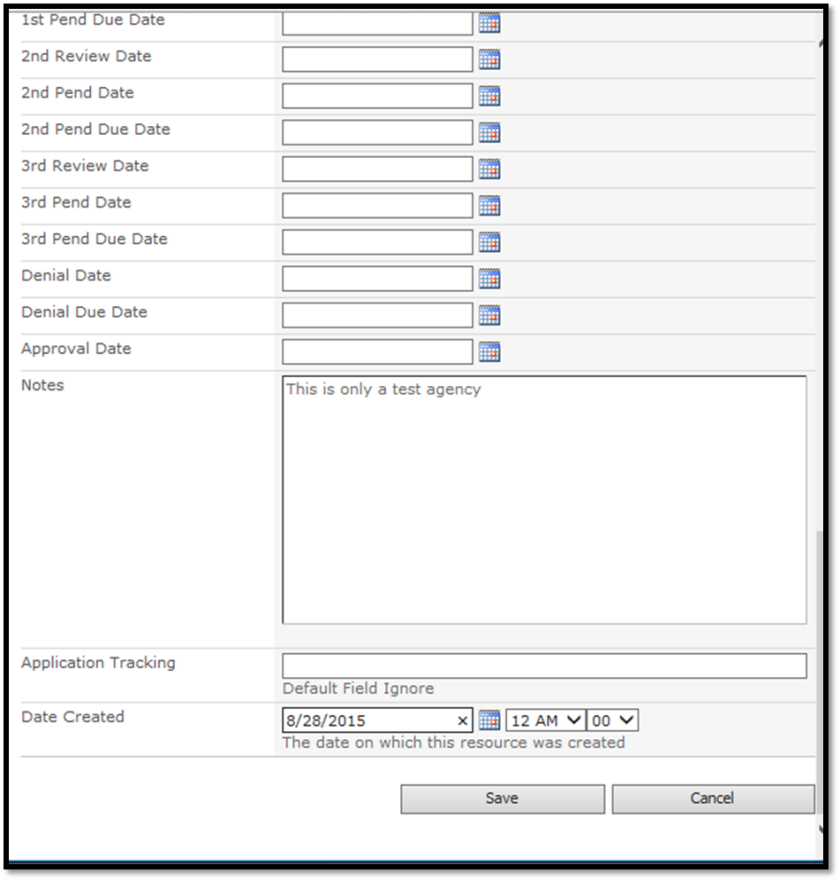 1st Pend Due Date
2nd Review Date
2nd Pend Date
2nd Pend Due Date
3rd Review Date
3rd Pend Date
3rd Pend Due Date
Denial Date
Denial Due Date
Approval Date
Notes
This is only a test agency
Application Tracking
Default Field Ignore
Date Created
8/28/2015 × 12 AM 00
The date on which this resource was created
Save Cancel